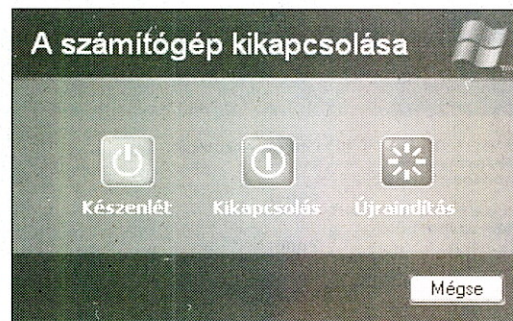 A számítógép kikapcsolása
Készenlét Kikapcsolás Újraindítás
Mégse